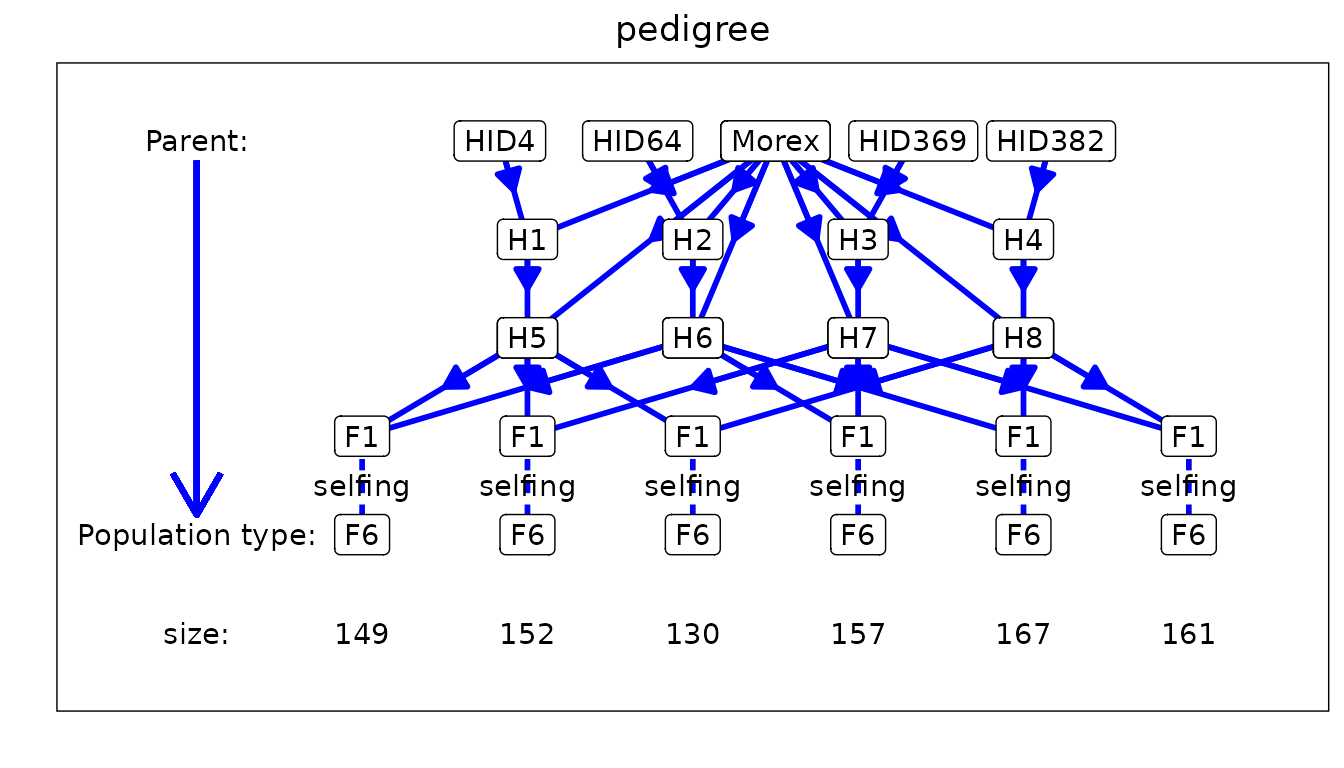 pedigree
Parent: HID4 HID64 Morex HID369 HID382
H1 H2 H3 H4
H5 H6 H7 H8
F1 F1 F1 F1 F1 F1
selfing selfing selfing selfing selfing selfing
Population type: F6 F6 F6 F6 F6 F6
size: 149 152 130 157 167 161